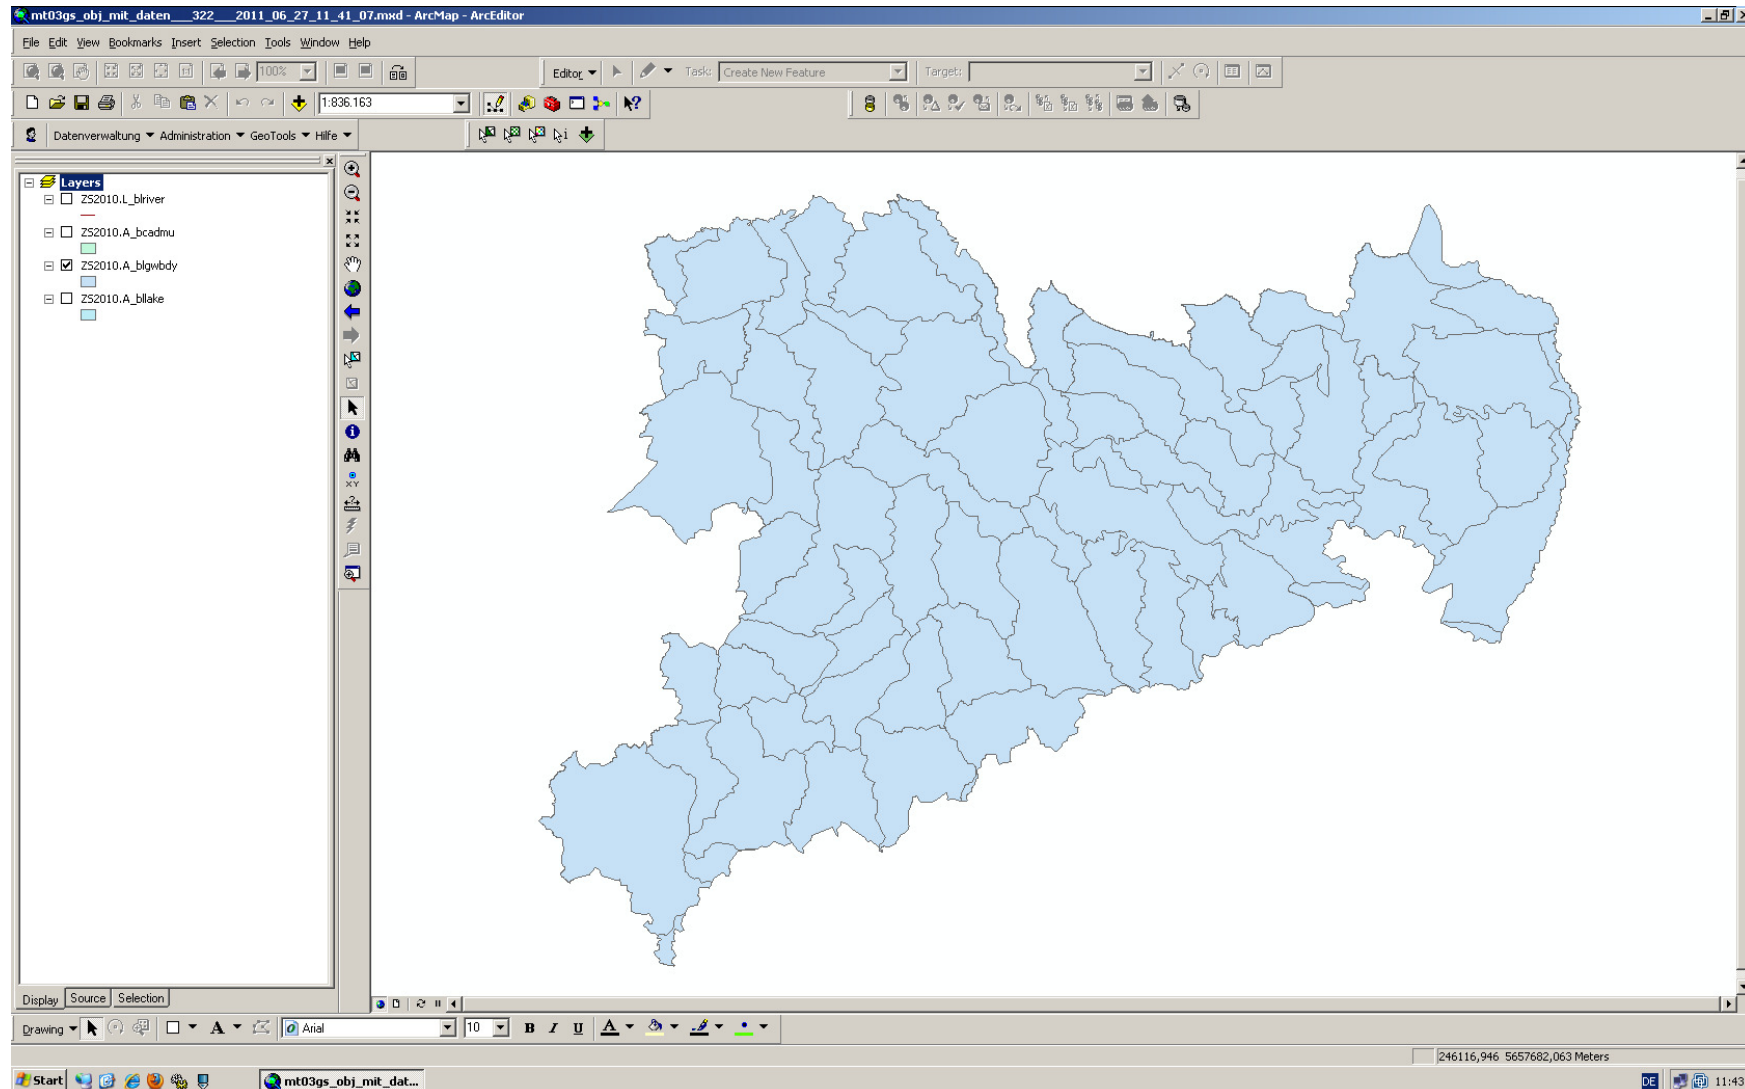 mt03gs_obj_mit_daten___322___2011_06_27_11_41_07.mxd - ArcMap - ArcEditor
File Edit View Bookmarks Insert Selection Tools Window Help
100% Editor Task: Create New Feature Target:
1:836.163
Datenverwaltung Administration GeoTools Hilfe
Layers
ZS2010.L_blriver
ZS2010.A_bcadmu
ZS2010.A_blgwbdy
ZS2010.A_bllake
Display Source Selection
Drawing A Arial 10 B I U A
246116,946 5657682,063 Meters
Start mt03gs_obj_mit_dat... DE 11:43